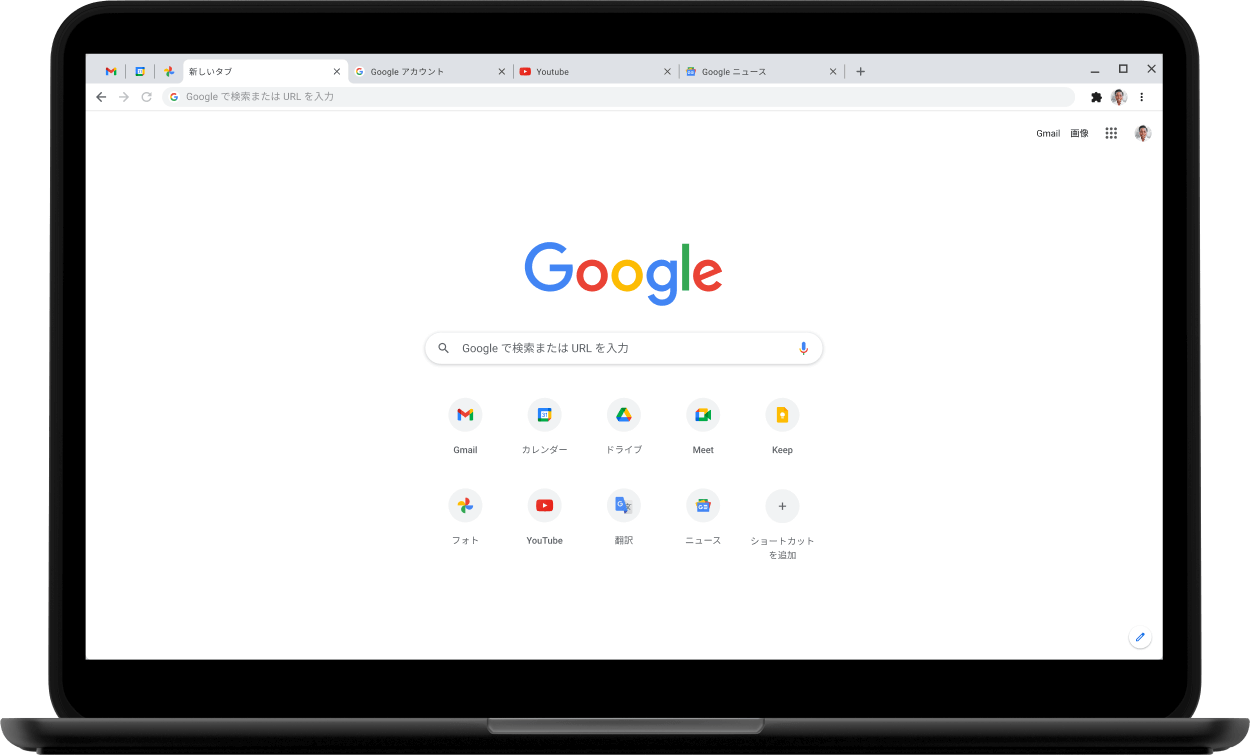 新しいタブ
Google アカウント
Youtube
Google ニュース
Google で検索または URL を入力
Gmail
画像
Google
Google で検索または URL を入力
Gmail
カレンダー
ドライブ
Meet
Keep
フォト
YouTube
翻訳
ニュース
ショートカット
を追加